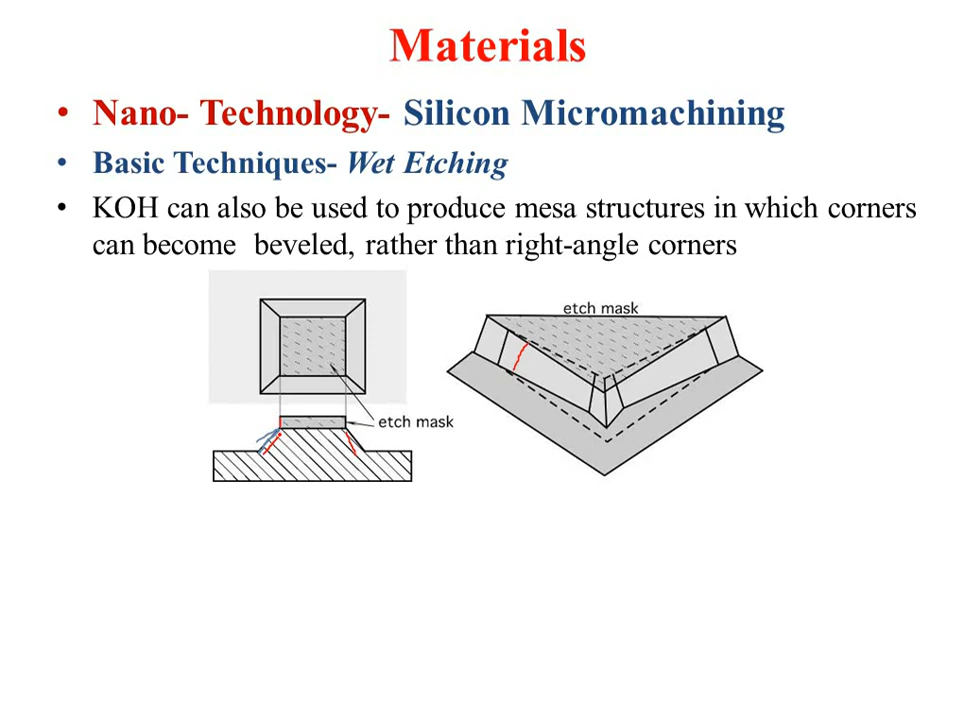 Materials
• Nano- Technology- Silicon Micromachining
• Basic Techniques- Wet Etching
• KOH can also be used to produce mesa structures in which corners
can become beveled, rather than right-angle corners
etch mask
etch mask